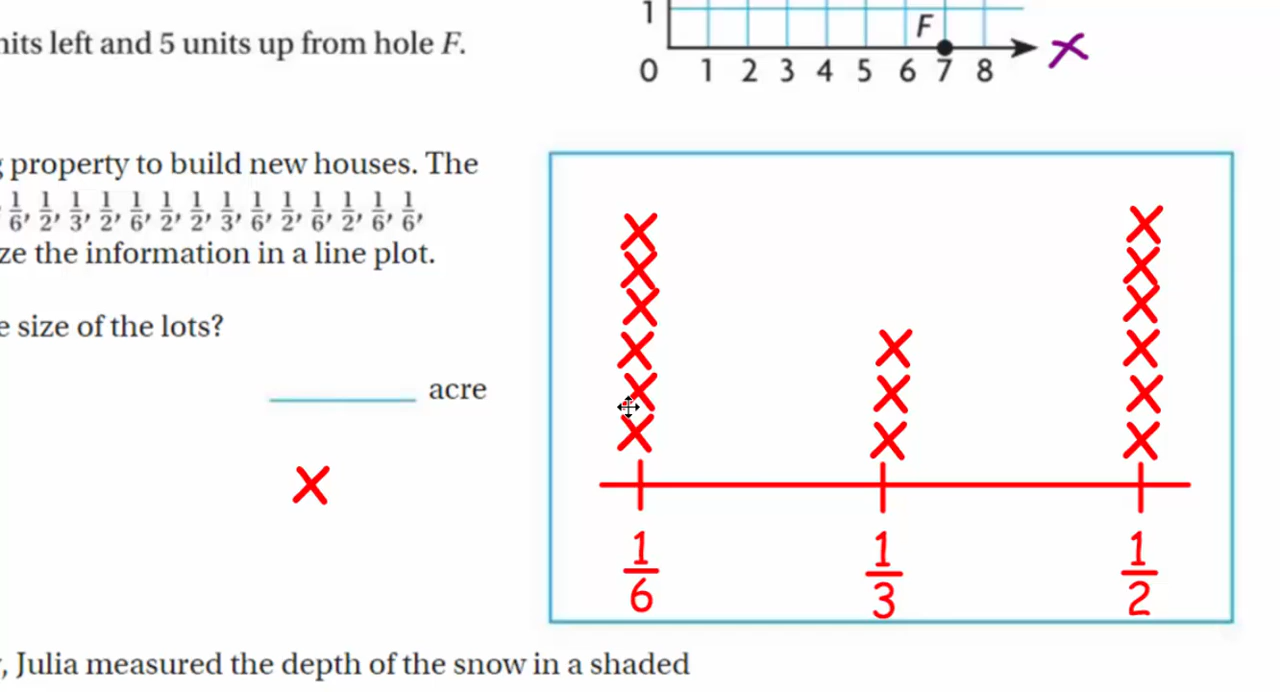 1
F
0 1 2 3 4 5 6 7 8 x
nits left and 5 units up from hole F.
property to build new houses. The
1/6, 1/2, 1/3, 1/2, 1/6, 1/2, 1/2, 1/3, 1/6, 1/2, 1/6, 1/2, 1/6, 1/6,
ze the information in a line plot.
e size of the lots?
acre
1/6 1/3 1/2
, Julia measured the depth of the snow in a shaded